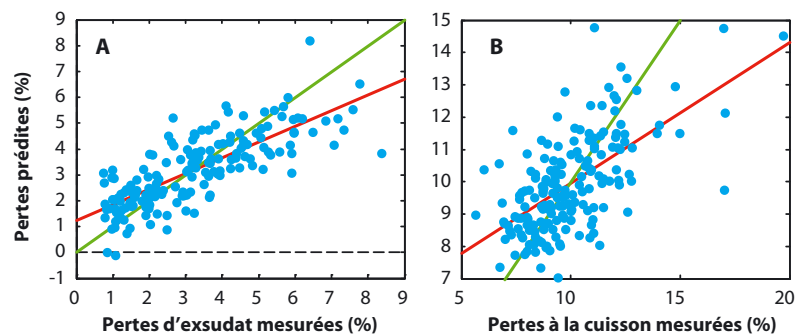 Pertes prédites (%)
A
9
8
7
6
5
4
3
2
1
0
-1
0 1 2 3 4 5 6 7 8 9
Pertes d'exsudat mesurées (%)
B
15
14
13
12
11
10
9
8
7
5 10 15 20
Pertes à la cuisson mesurées (%)